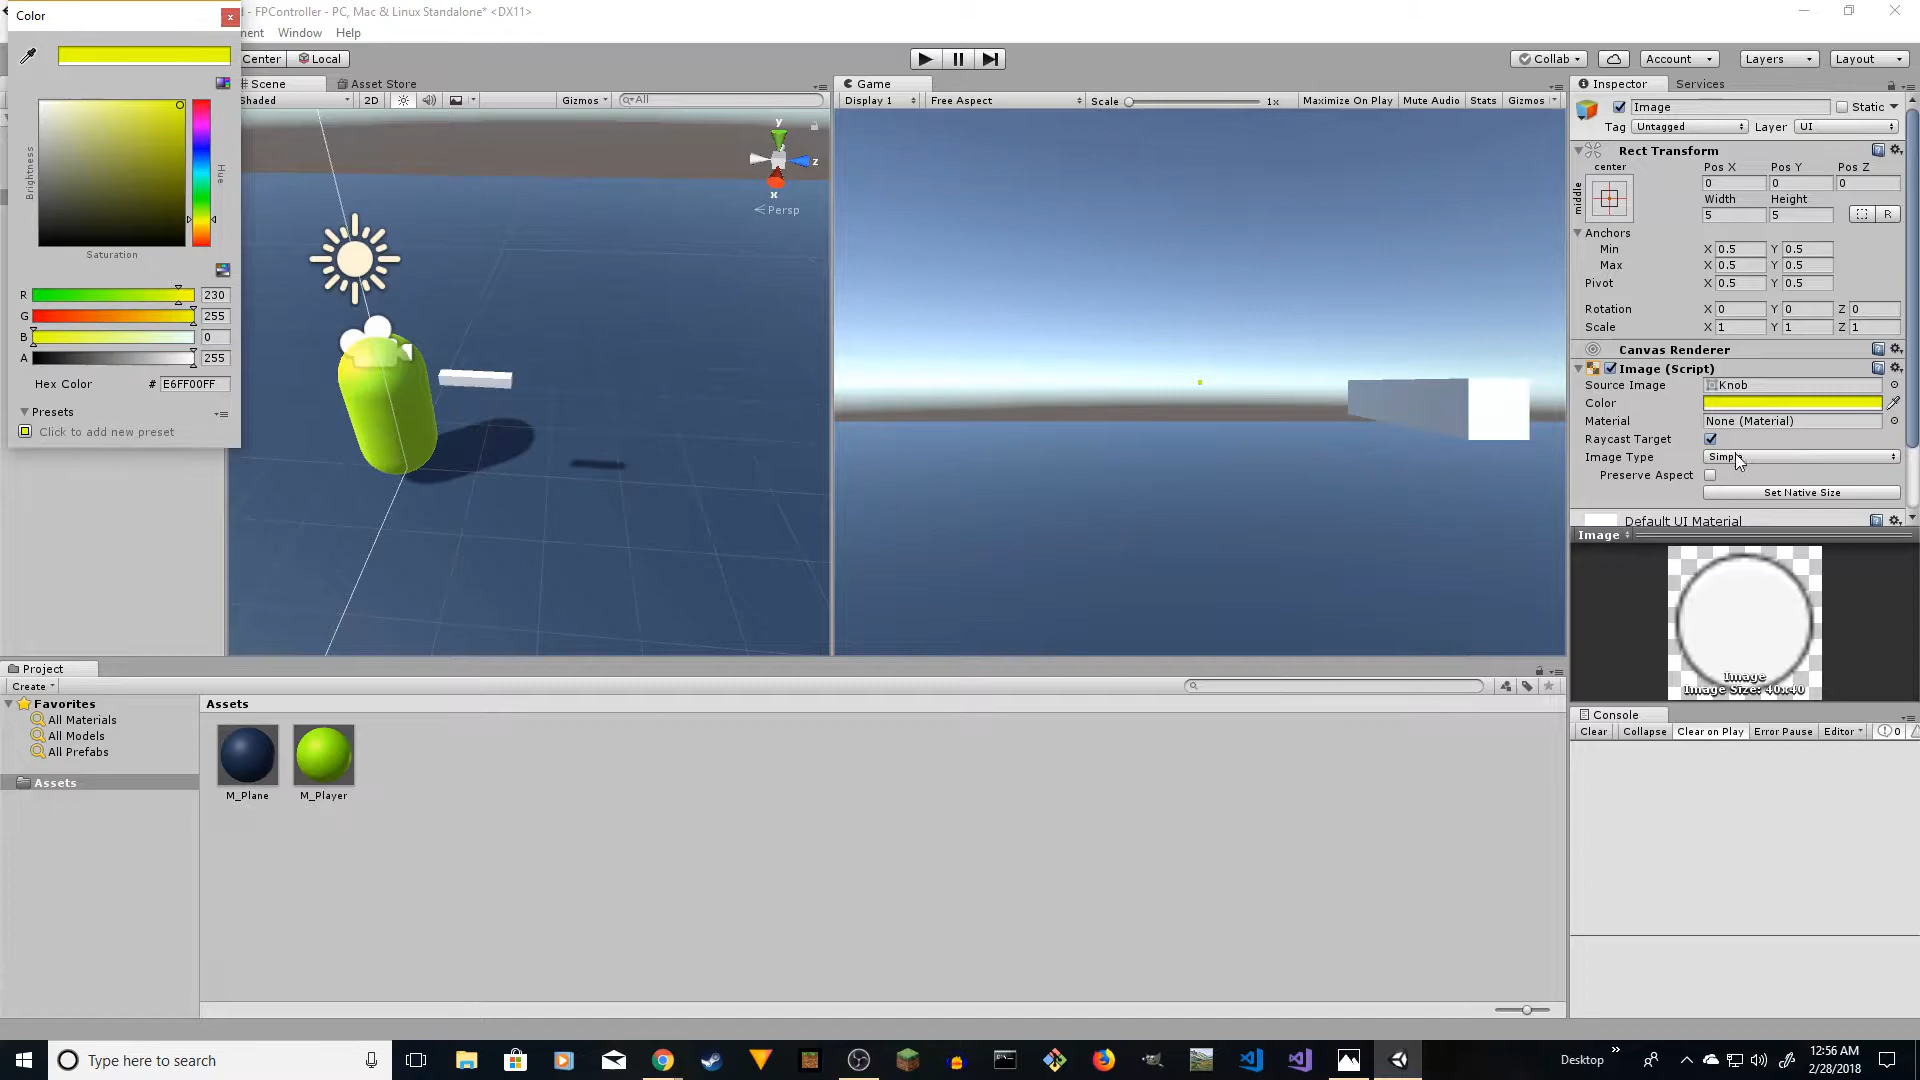 Color x
- FPController - PC, Mac & Linux Standalone* <DX11>
Window Help
Center Local
Collab Account Layers Layout
Scene Asset Store
Shaded 2D Gizmos All
y
z
x
Persp
Brightness
Hue
Saturation
R 230
G 255
B 0
A 255
Hex Color # E6FF00FF
Presets
Click to add new preset
Game
Display 1 Free Aspect Scale 1x Maximize On Play Mute Audio Stats Gizmos
Inspector Services
Image Static
Tag Untagged Layer UI
Rect Transform
center Pos X Pos Y Pos Z
middle
0 0 0
Width Height
5 5 R
Anchors
Min X 0.5 Y 0.5
Max X 0.5 Y 0.5
Pivot X 0.5 Y 0.5
Rotation X 0 Y 0 Z 0
Scale X 1 Y 1 Z 1
Canvas Renderer
Image (Script)
Source Image Knob
Color
Material None (Material)
Raycast Target
Image Type Simple
Preserve Aspect
Set Native Size
Default UI Material
Image
Image
Image Size: 40x40
Console
Clear Collapse Clear on Play Error Pause Editor 0
Project
Create
Favorites
All Materials
All Models
All Prefabs
Assets
Assets
M_Plane M_Player
Type here to search
Desktop
12:56 AM
2/28/2018